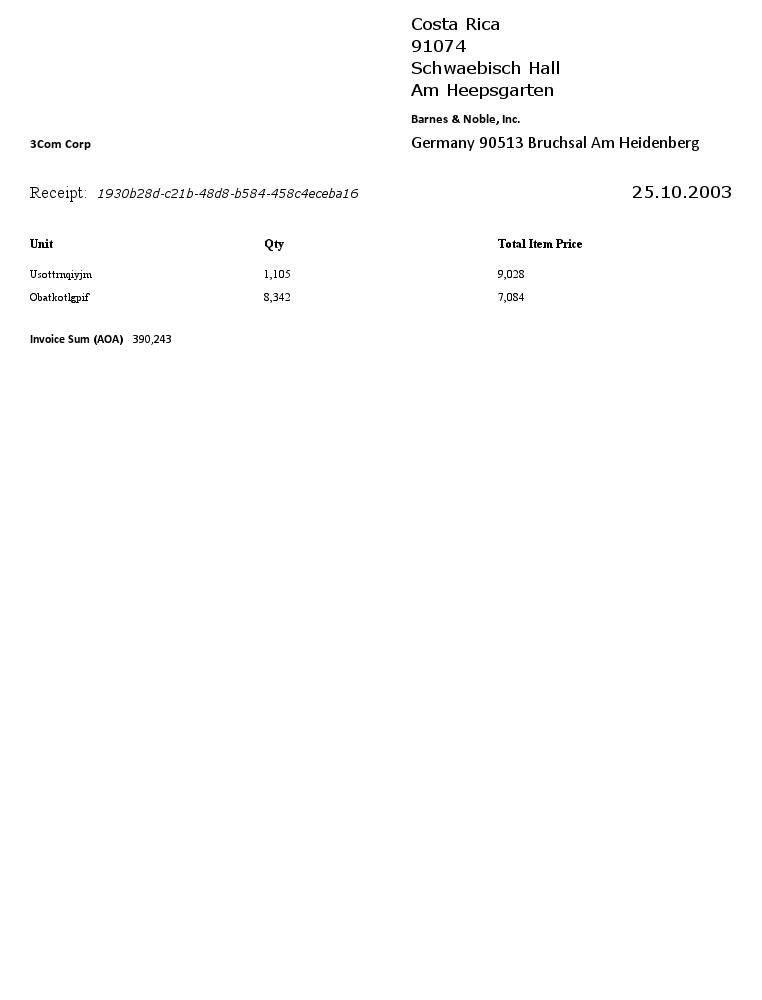 Costa Rica
91074
Schwaebisch Hall
Am Heepsgarten
Barnes & Noble, Inc.
3Com Corp
Germany 90513 Bruchsal Am Heidenberg
Receipt: 1930b28d-c21b-48d8-b584-458c4eceba16 25.10.2003
Unit Qty Total Item Price
Usottrnqiyjm 1,105 9,028
Obatkotlgpif 8,342 7,084
Invoice Sum (AOA) 390,243